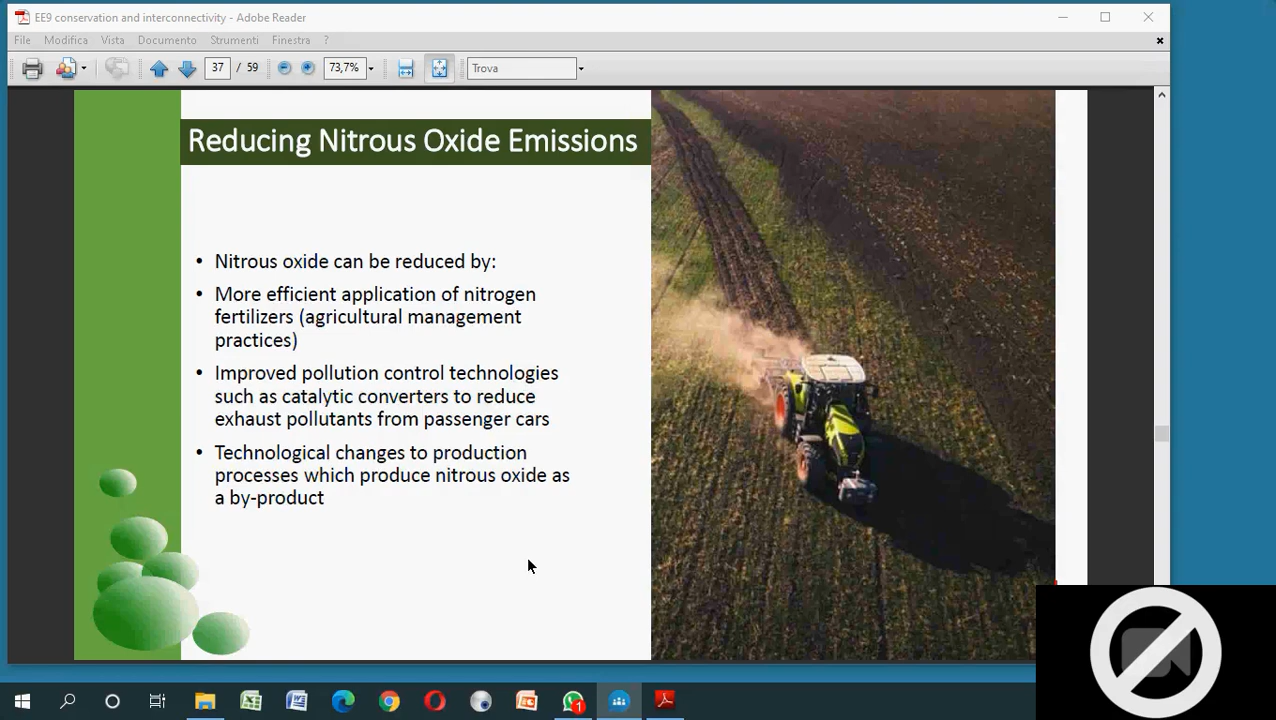 EE9 conservation and interconnectivity - Adobe Reader
File Modifica Vista Documento Strumenti Finestra ?
37 / 59 73,7% Trova
Reducing Nitrous Oxide Emissions
• Nitrous oxide can be reduced by:
• More efficient application of nitrogen
fertilizers (agricultural management
practices)
• Improved pollution control technologies
such as catalytic converters to reduce
exhaust pollutants from passenger cars
• Technological changes to production
processes which produce nitrous oxide as
a by-product
1